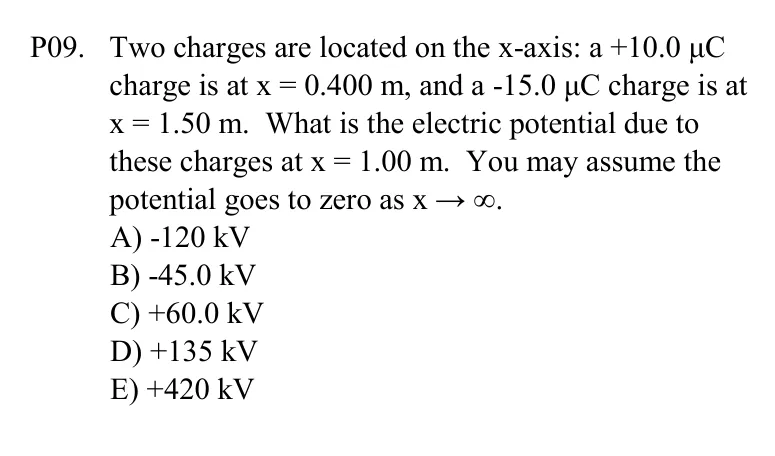 P09. Two charges are located on the x-axis: a +10.0 μC
charge is at x = 0.400 m, and a -15.0 μC charge is at
x = 1.50 m. What is the electric potential due to
these charges at x = 1.00 m. You may assume the
potential goes to zero as x → ∞.
A) -120 kV
B) -45.0 kV
C) +60.0 kV
D) +135 kV
E) +420 kV